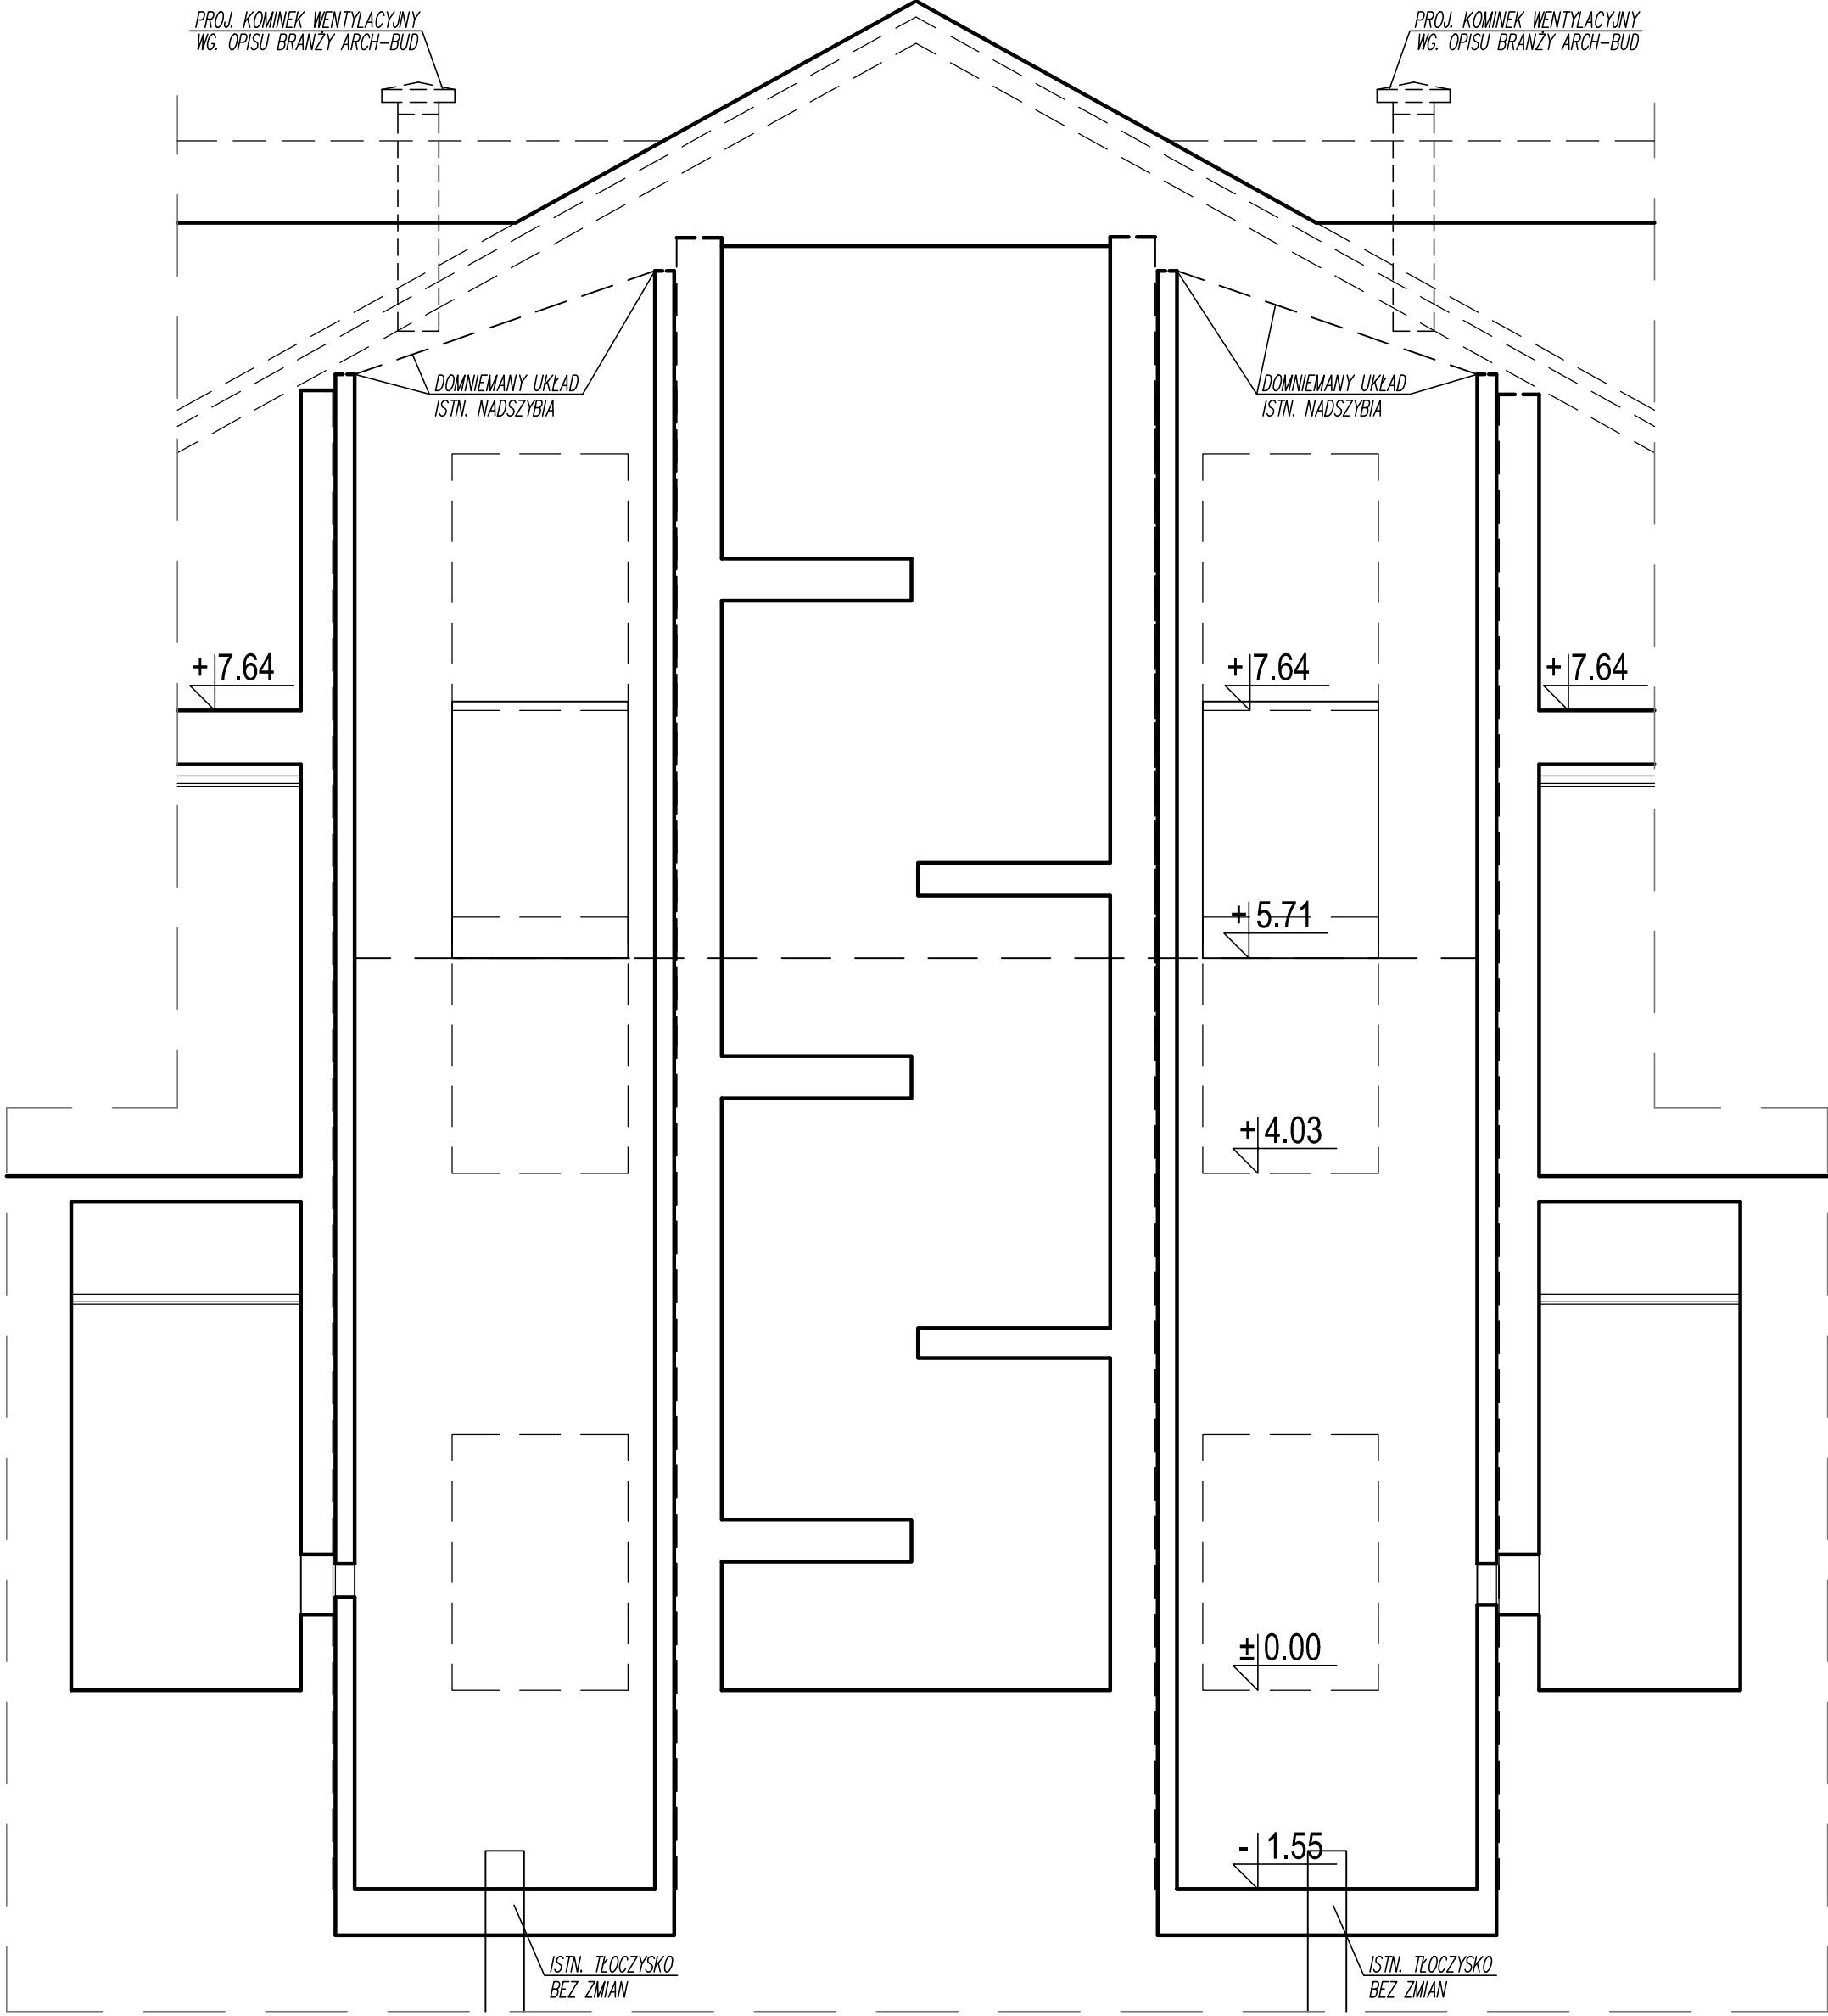 PROJ. KOMINEK WENTYLACYJNY
WG. OPISU BRANŻY ARCH-BUD
PROJ. KOMINEK WENTYLACYJNY
WG. OPISU BRANŻY ARCH-BUD
DOMNIEMANY UKŁAD
ISTN. NADSZYBIA
DOMNIEMANY UKŁAD
ISTN. NADSZYBIA
+7.64
+7.64
+7.64
+5.71
+4.03
±0.00
- 1.55
ISTN. TŁOCZYSKO
BEZ ZMIAN
ISTN. TŁOCZYSKO
BEZ ZMIAN